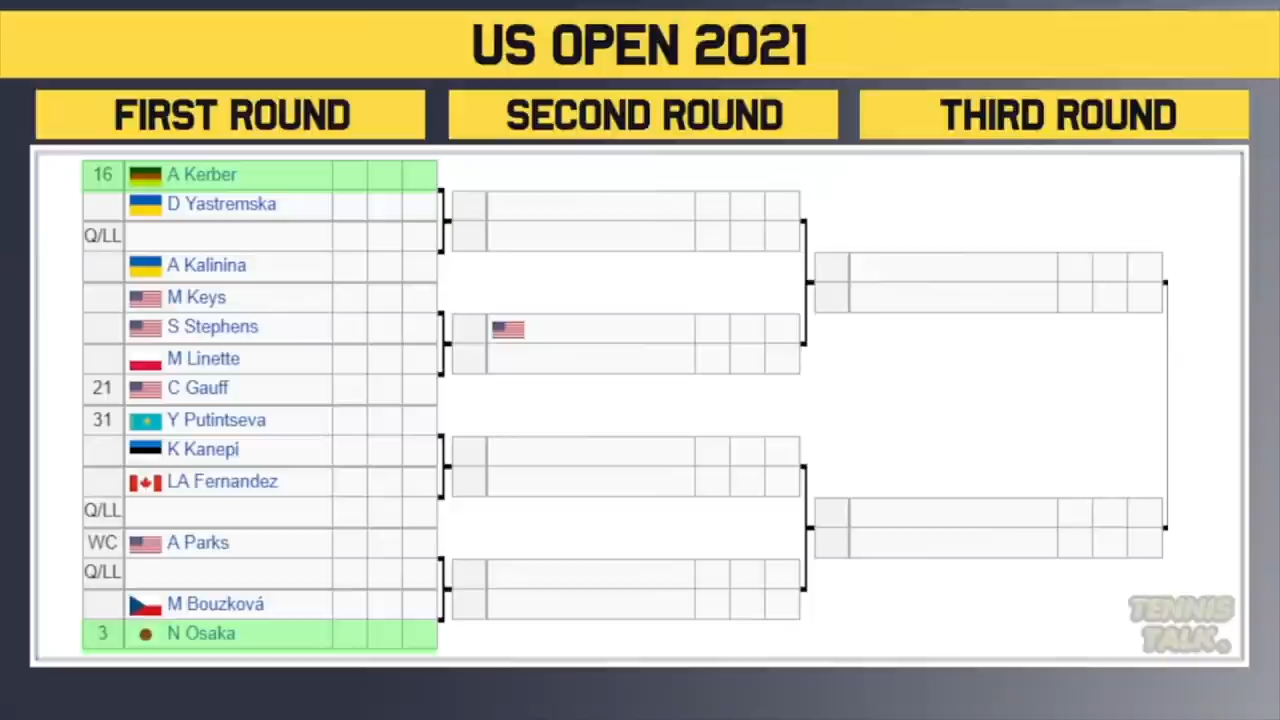 US OPEN 2021
FIRST ROUND SECOND ROUND THIRD ROUND
16 A Kerber
D Yastremska
Q/LL
A Kalinina
M Keys
S Stephens
M Linette
21 C Gauff
31 Y Putintseva
K Kanepi
LA Fernandez
Q/LL
WC A Parks
Q/LL
M Bouzková
3 N Osaka
TENNIS
TALK